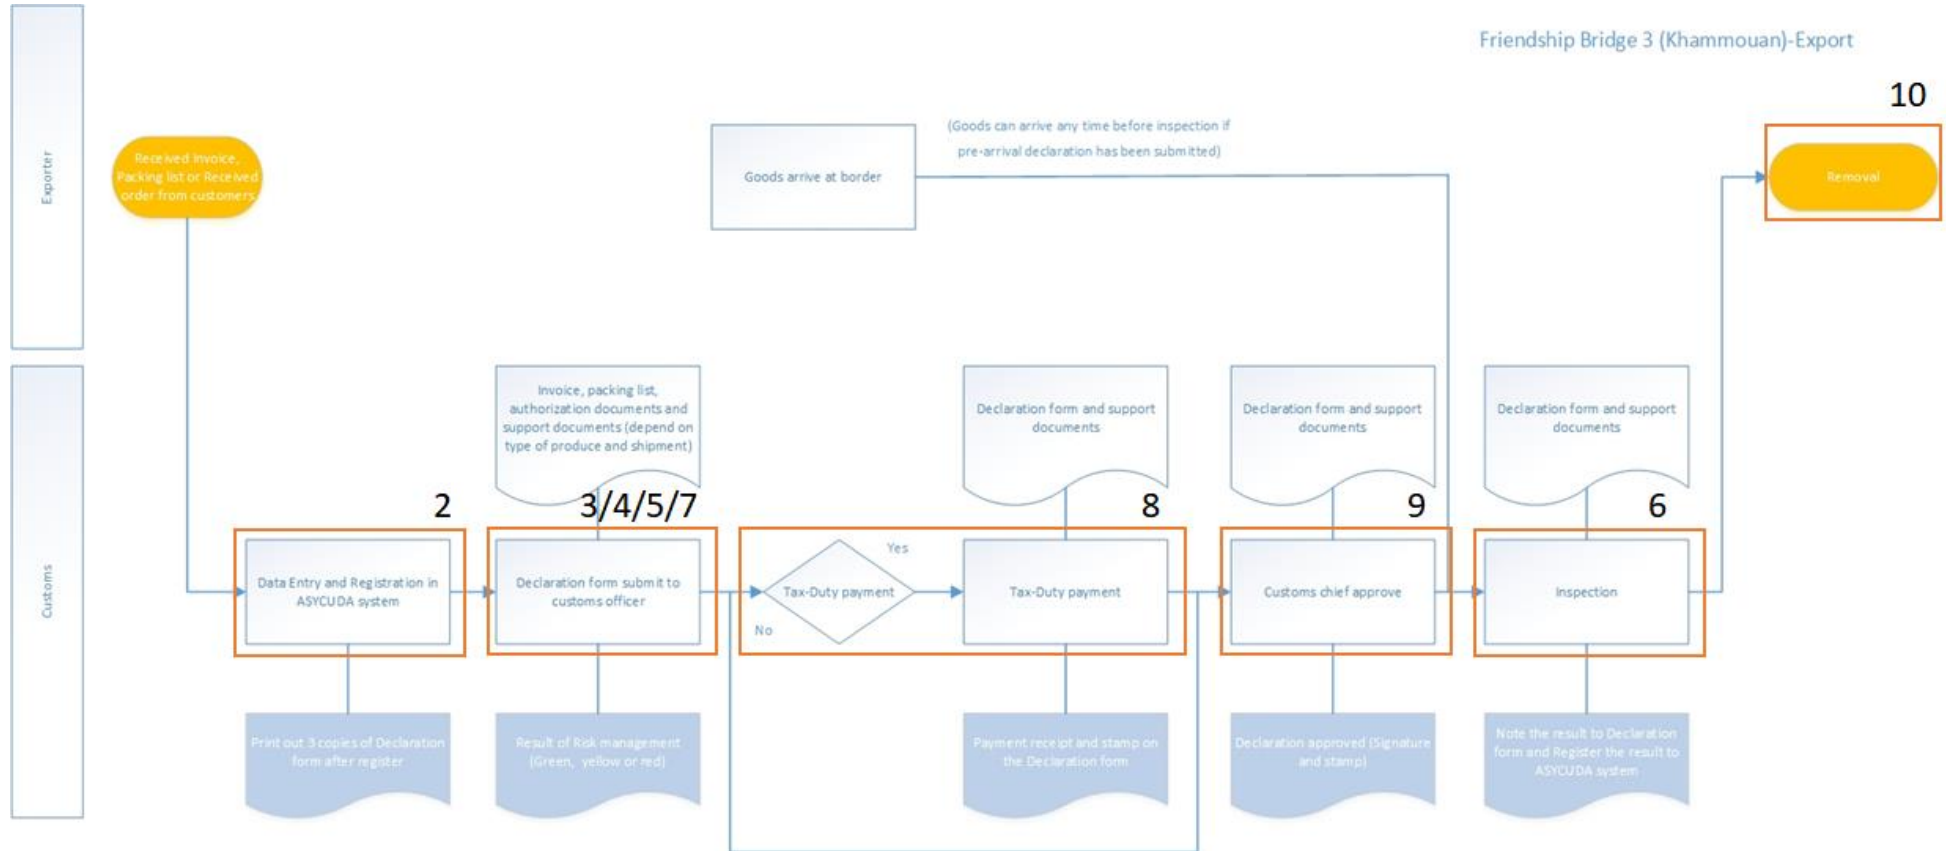 Friendship Bridge 3 (Khammouan)-Export
10
Exporter
Received Invoice,
Packing list or Received
order from customers
Goods arrive at border
(Goods can arrive any time before inspection if
pre-arrival declaration has been submitted)
Removal
Customs
Invoice, packing list,
authorization documents and
support documents (depend on
type of produce and shipment)
Declaration form and support
documents
Declaration form and support
documents
Declaration form and support
documents
2
3/4/5/7
8
9
6
Data Entry and Registration in
ASYCUDA system
Declaration form submit to
customs officer
Tax-Duty payment
Yes
No
Tax-Duty payment
Customs chief approve
Inspection
Print out 3 copies of Declaration
form after register
Result of Risk management
(Green, yellow or red)
Payment receipt and stamp on
the Declaration form
Declaration approved (Signature
and stamp)
Note the result to Declaration
form and Register the result to
ASYCUDA system